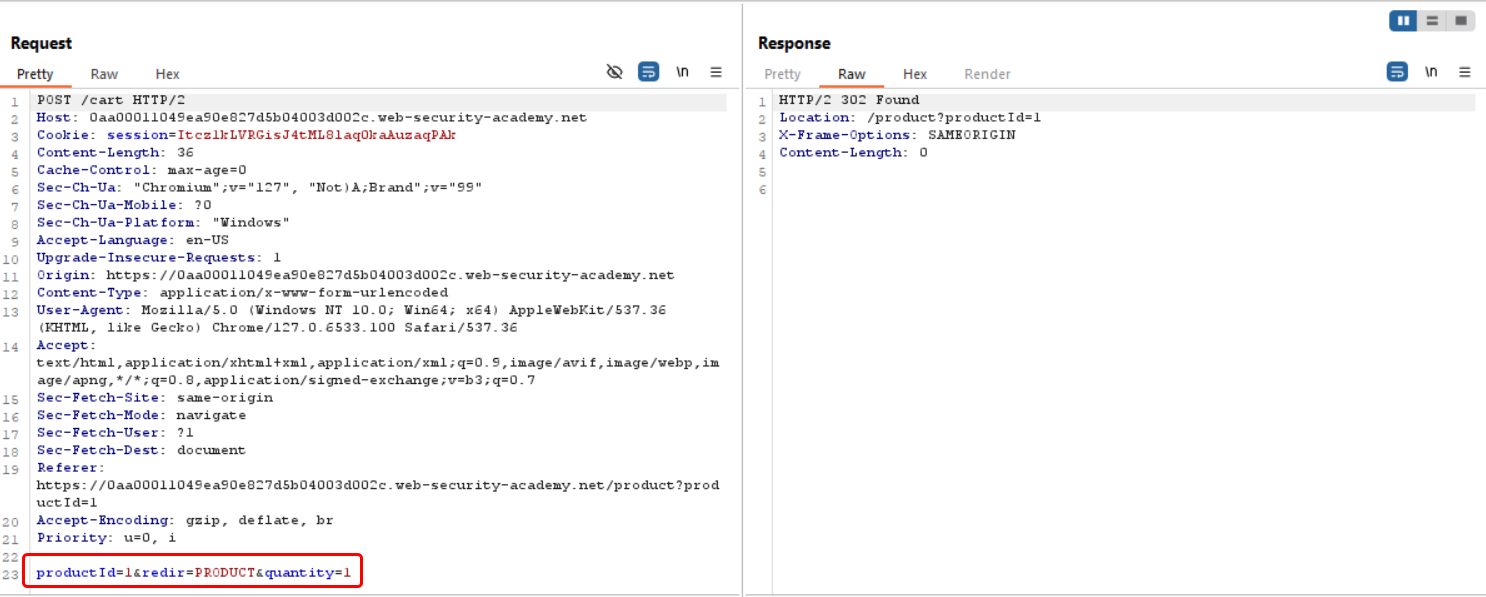 Request
Pretty Raw Hex
\n
1 POST /cart HTTP/2
2 Host: 0aa00011049ea90e827d5b04003d002c.web-security-academy.net
3 Cookie: session=Itcz1kLVRGisJ4tML81aqOkaAuzaqPAk
4 Content-Length: 36
5 Cache-Control: max-age=0
6 Sec-Ch-Ua: "Chromium";v="127", "Not)A;Brand";v="99"
7 Sec-Ch-Ua-Mobile: ?0
8 Sec-Ch-Ua-Platform: "Windows"
9 Accept-Language: en-US
10 Upgrade-Insecure-Requests: 1
11 Origin: https://0aa00011049ea90e827d5b04003d002c.web-security-academy.net
12 Content-Type: application/x-www-form-urlencoded
13 User-Agent: Mozilla/5.0 (Windows NT 10.0; Win64; x64) AppleWebKit/537.36
(KHTML, like Gecko) Chrome/127.0.6533.100 Safari/537.36
14 Accept:
text/html,application/xhtml+xml,application/xml;q=0.9,image/avif,image/webp,im
age/apng,*/*;q=0.8,application/signed-exchange;v=b3;q=0.7
15 Sec-Fetch-Site: same-origin
16 Sec-Fetch-Mode: navigate
17 Sec-Fetch-User: ?1
18 Sec-Fetch-Dest: document
19 Referer:
https://0aa00011049ea90e827d5b04003d002c.web-security-academy.net/product?prod
uctId=1
20 Accept-Encoding: gzip, deflate, br
21 Priority: u=0, i
22
23 productId=1&redir=PRODUCT&quantity=1
Response
Pretty Raw Hex Render
\n
1 HTTP/2 302 Found
2 Location: /product?productId=1
3 X-Frame-Options: SAMEORIGIN
4 Content-Length: 0
5
6